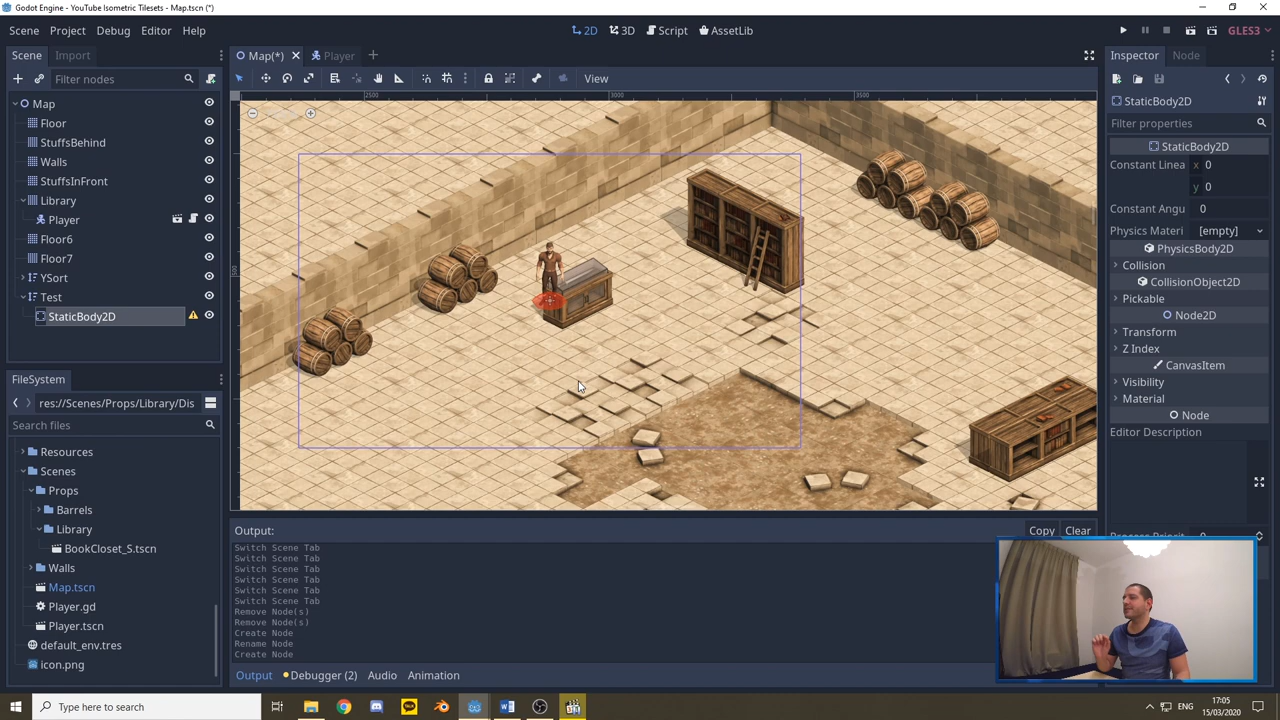 Godot Engine - YouTube Isometric Tilesets - Map.tscn (*)
Scene Project Debug Editor Help
2D 3D Script AssetLib
GLES3
Scene Import
Map(*) Player
Inspector Node
Filter nodes
View
2500 3000 3500
StaticBody2D
Map
Floor
StuffsBehind
Walls
StuffsInFront
Library
Player
Floor6
Floor7
YSort
Test
StaticBody2D
500
Filter properties
StaticBody2D
Constant Linea x 0
y 0
Constant Angu 0
Physics Materi [empty]
PhysicsBody2D
Collision
CollisionObject2D
Pickable
Node2D
Transform
Z Index
CanvasItem
Visibility
Material
Node
Editor Description
FileSystem
res://Scenes/Props/Library/Dis
Search files
Resources
Scenes
Props
Barrels
Library
BookCloset_S.tscn
Walls
Map.tscn
Player.gd
Player.tscn
default_env.tres
icon.png
Output:
Copy Clear
Switch Scene Tab
Switch Scene Tab
Switch Scene Tab
Switch Scene Tab
Switch Scene Tab
Switch Scene Tab
Remove Node(s)
Remove Node(s)
Create Node
Rename Node
Create Node
Output Debugger (2) Audio Animation
Type here to search
ENG
17:05
15/03/2020